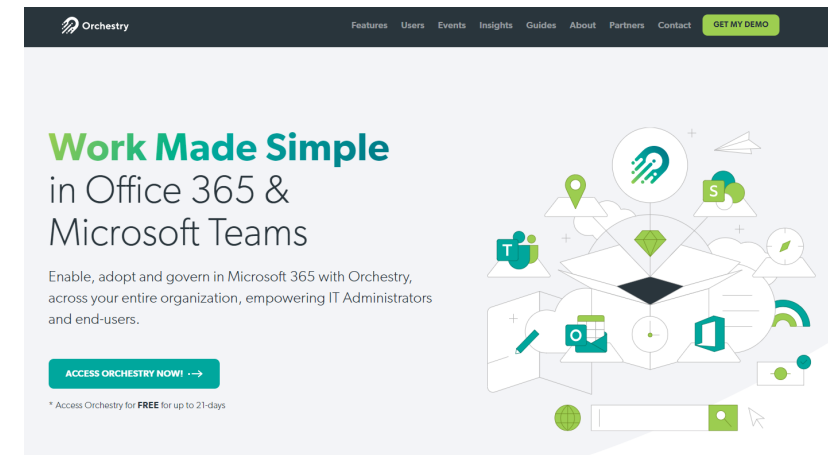 Orchestry
Features Users Events Insights Guides About Partners Contact GET MY DEMO
Work Made Simple
in Office 365 &
Microsoft Teams
Enable, adopt and govern in Microsoft 365 with Orchestry,
across your entire organization, empowering IT Administrators
and end-users.
ACCESS ORCHESTRY NOW! ··→
* Access Orchestry for FREE for up to 21-days
S
T
O